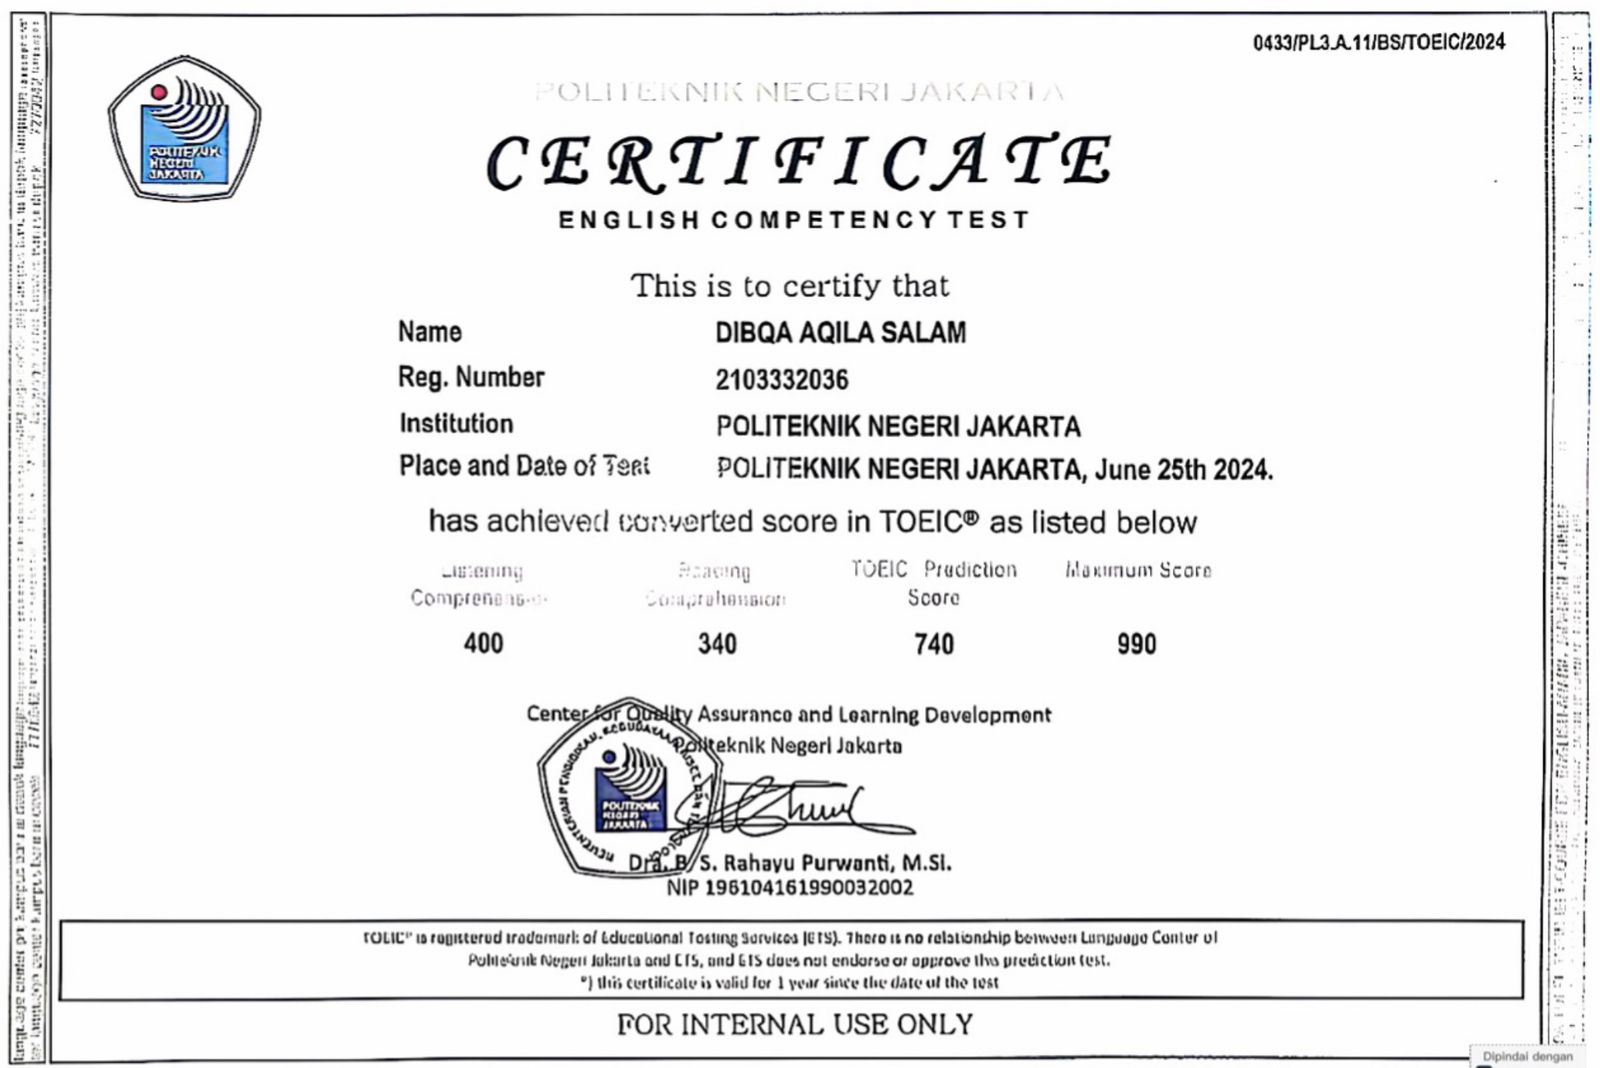 0433/PL3.A.11/BS/TOEIC/2024
POLITEKNIK NEGERI JAKARTA
POLITEKNIK
NEGERI
JAKARTA
CERTIFICATE
ENGLISH COMPETENCY TEST
This is to certify that
Name DIBQA AQILA SALAM
Reg. Number 2103332036
Institution POLITEKNIK NEGERI JAKARTA
Place and Date of Test POLITEKNIK NEGERI JAKARTA, June 25th 2024.
has achieved converted score in TOEIC® as listed below
Listening Reading TOEIC Prediction Maximum Score
Comprehension Comprehension Score
400 340 740 990
Center for Quality Assurance and Learning Development
Politeknik Negeri Jakarta
POLITEKNIK
NEGERI
JAKARTA
Dra. B. S. Rahayu Purwanti, M.Si.
NIP 196104161990032002
TOEIC® is registered trademark of Educational Testing Services (ETS). There is no relationship between Language Center of
Politeknik Negeri Jakarta and ETS, and ETS does not endorse or approve this prediction test.
*) this certificate is valid for 1 year since the date of the test
FOR INTERNAL USE ONLY
Dipindai dengan